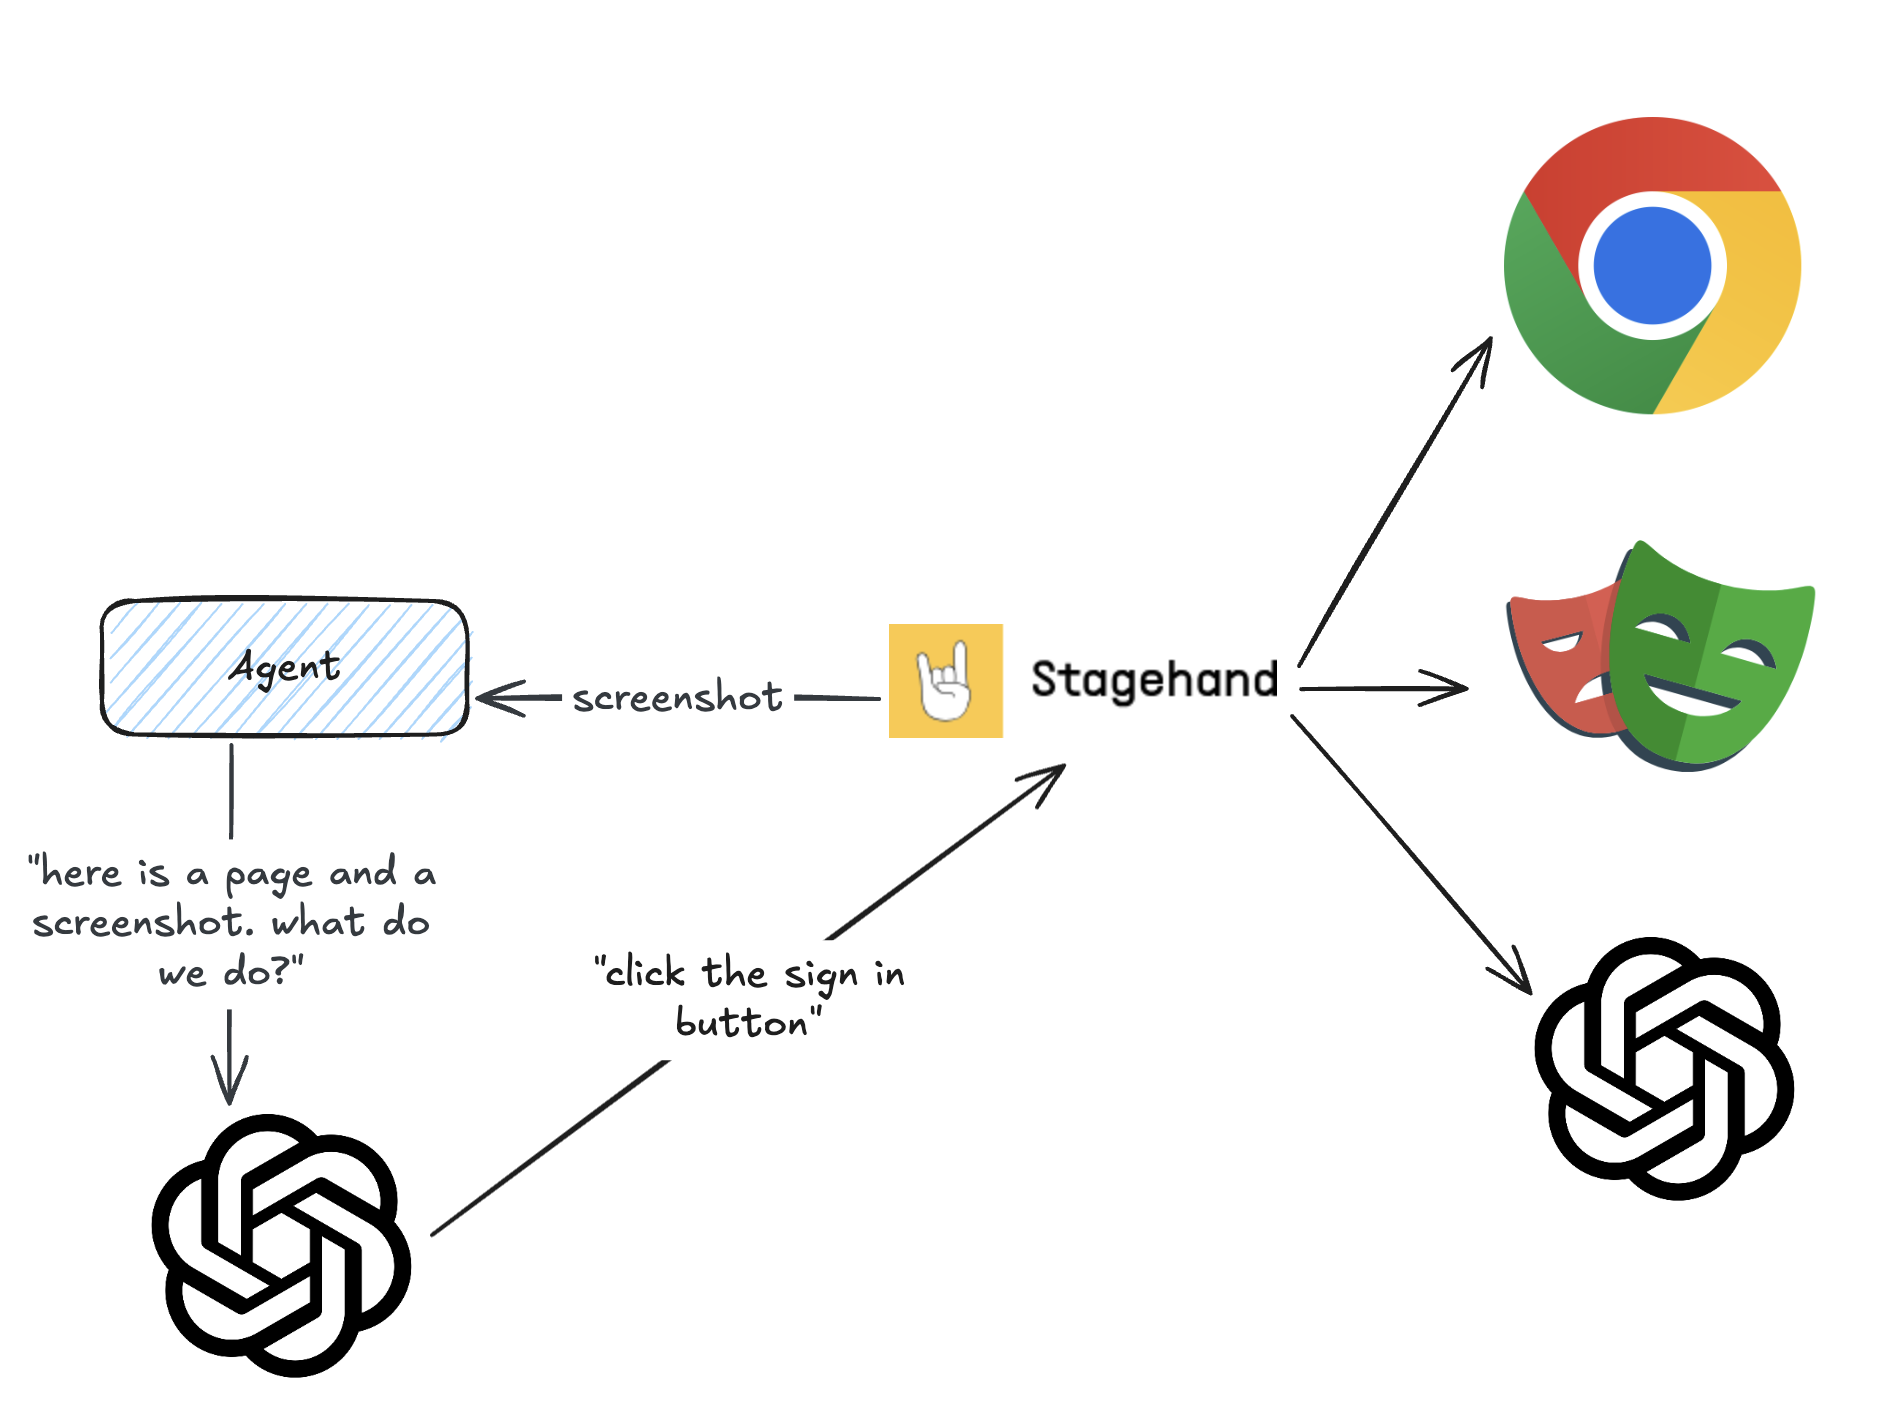 Agent
screenshot
Stagehand
"here is a page and a
screenshot. what do
we do?"
"click the sign in
button"